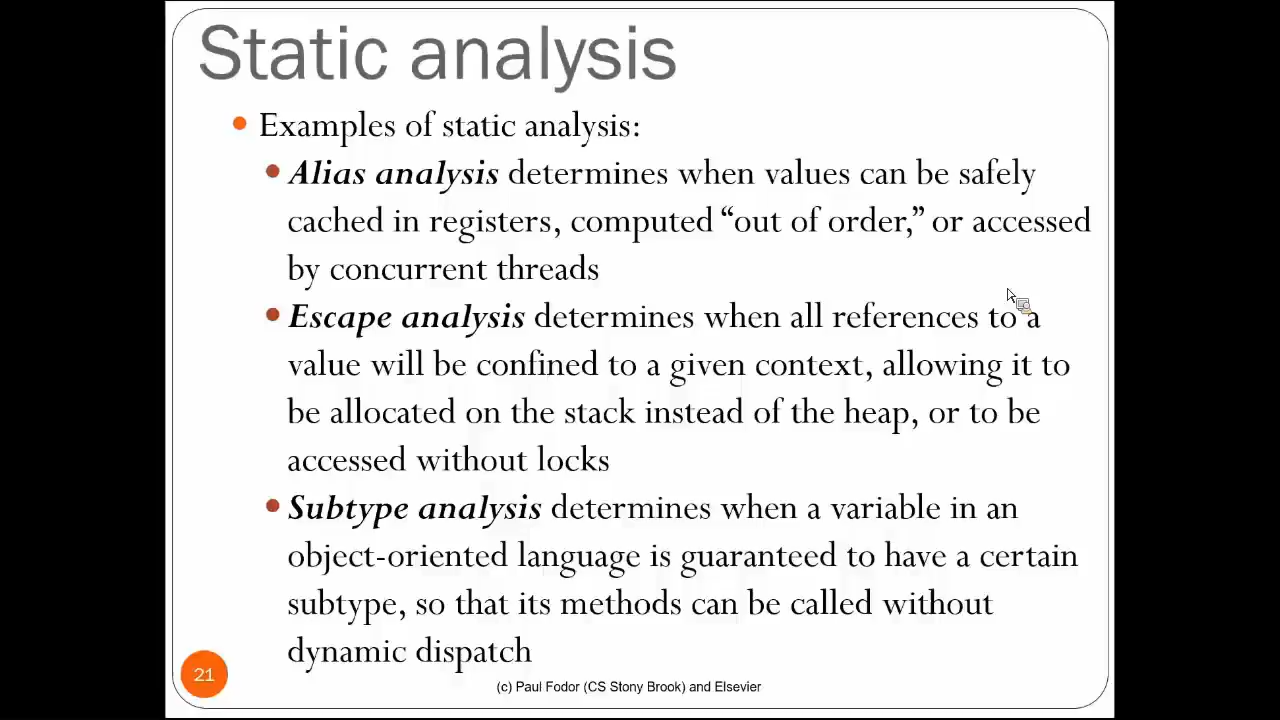 Static analysis
Examples of static analysis:
Alias analysis determines when values can be safely
cached in registers, computed “out of order,” or accessed
by concurrent threads
Escape analysis determines when all references to a
value will be confined to a given context, allowing it to
be allocated on the stack instead of the heap, or to be
accessed without locks
Subtype analysis determines when a variable in an
object-oriented language is guaranteed to have a certain
subtype, so that its methods can be called without
dynamic dispatch
21
(c) Paul Fodor (CS Stony Brook) and Elsevier